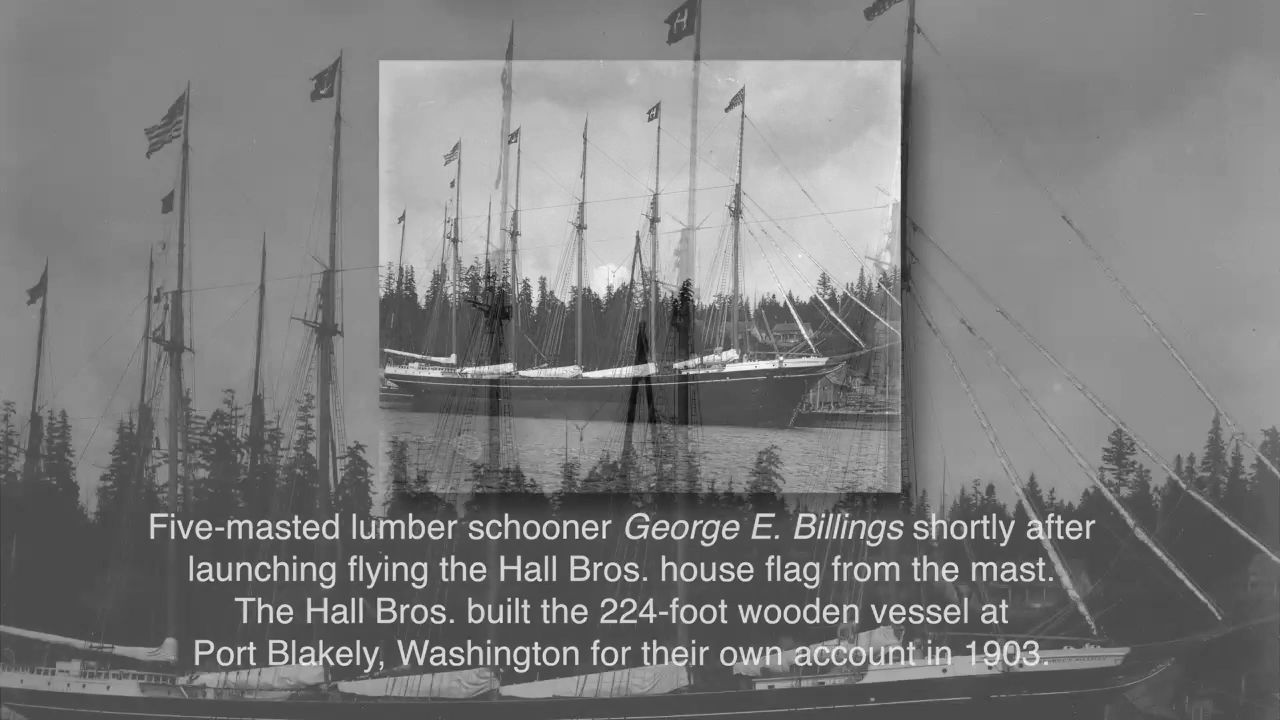 H
H
Five-masted lumber schooner George E. Billings shortly after
launching flying the Hall Bros. house flag from the mast.
The Hall Bros. built the 224-foot wooden vessel at
Port Blakely, Washington for their own account in 1903.